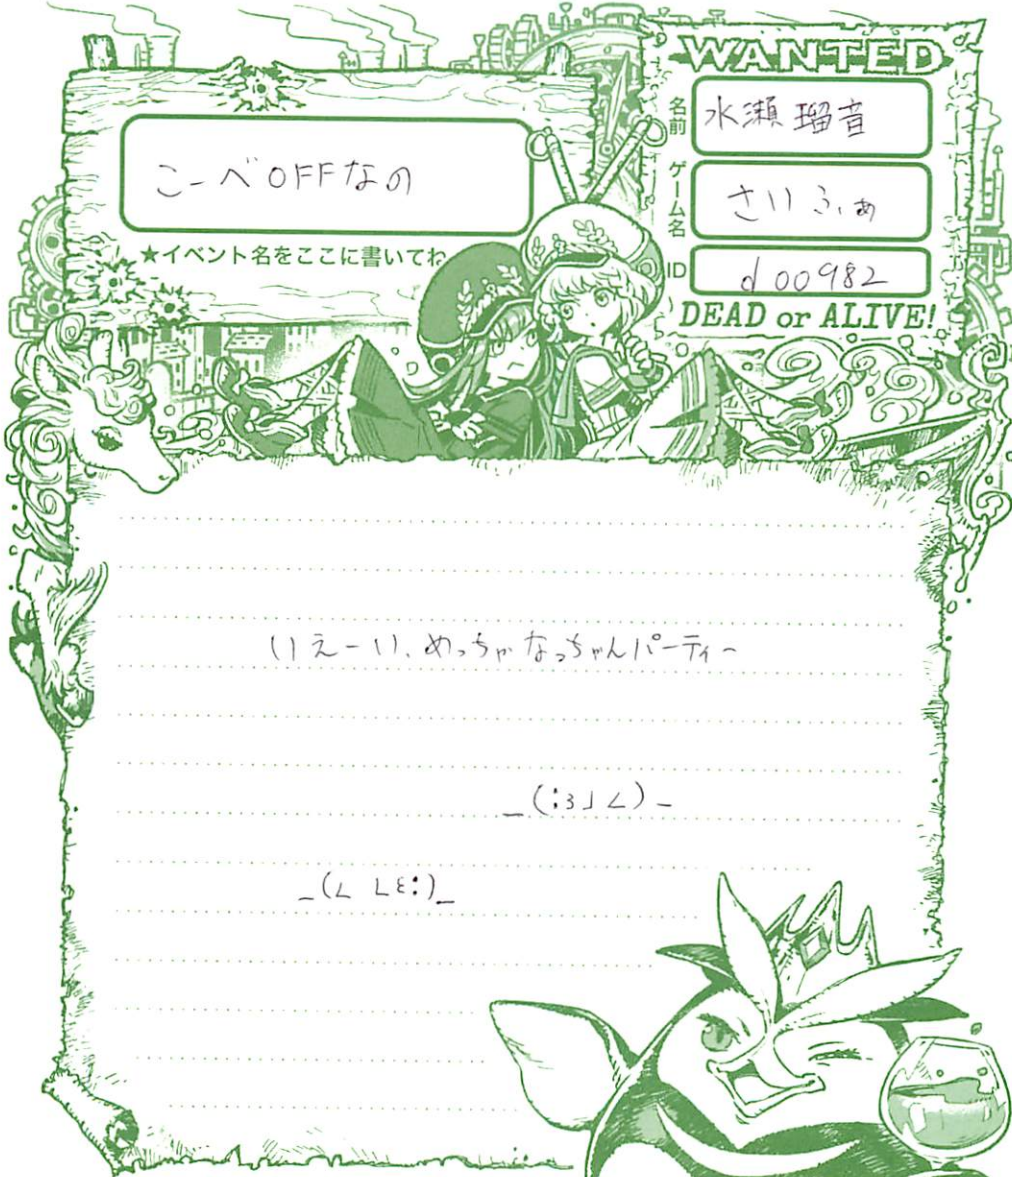 WANTED
名前
水瀬瑠音
こーべOFFなの
ゲーム名
さいふぁ
★イベント名をここに書いてね
ID
d00982
DEAD or ALIVE!
いえーい、めっちゃなっちゃんパーティー
_(:3」∠)_
_(∠ 乚ε:)_